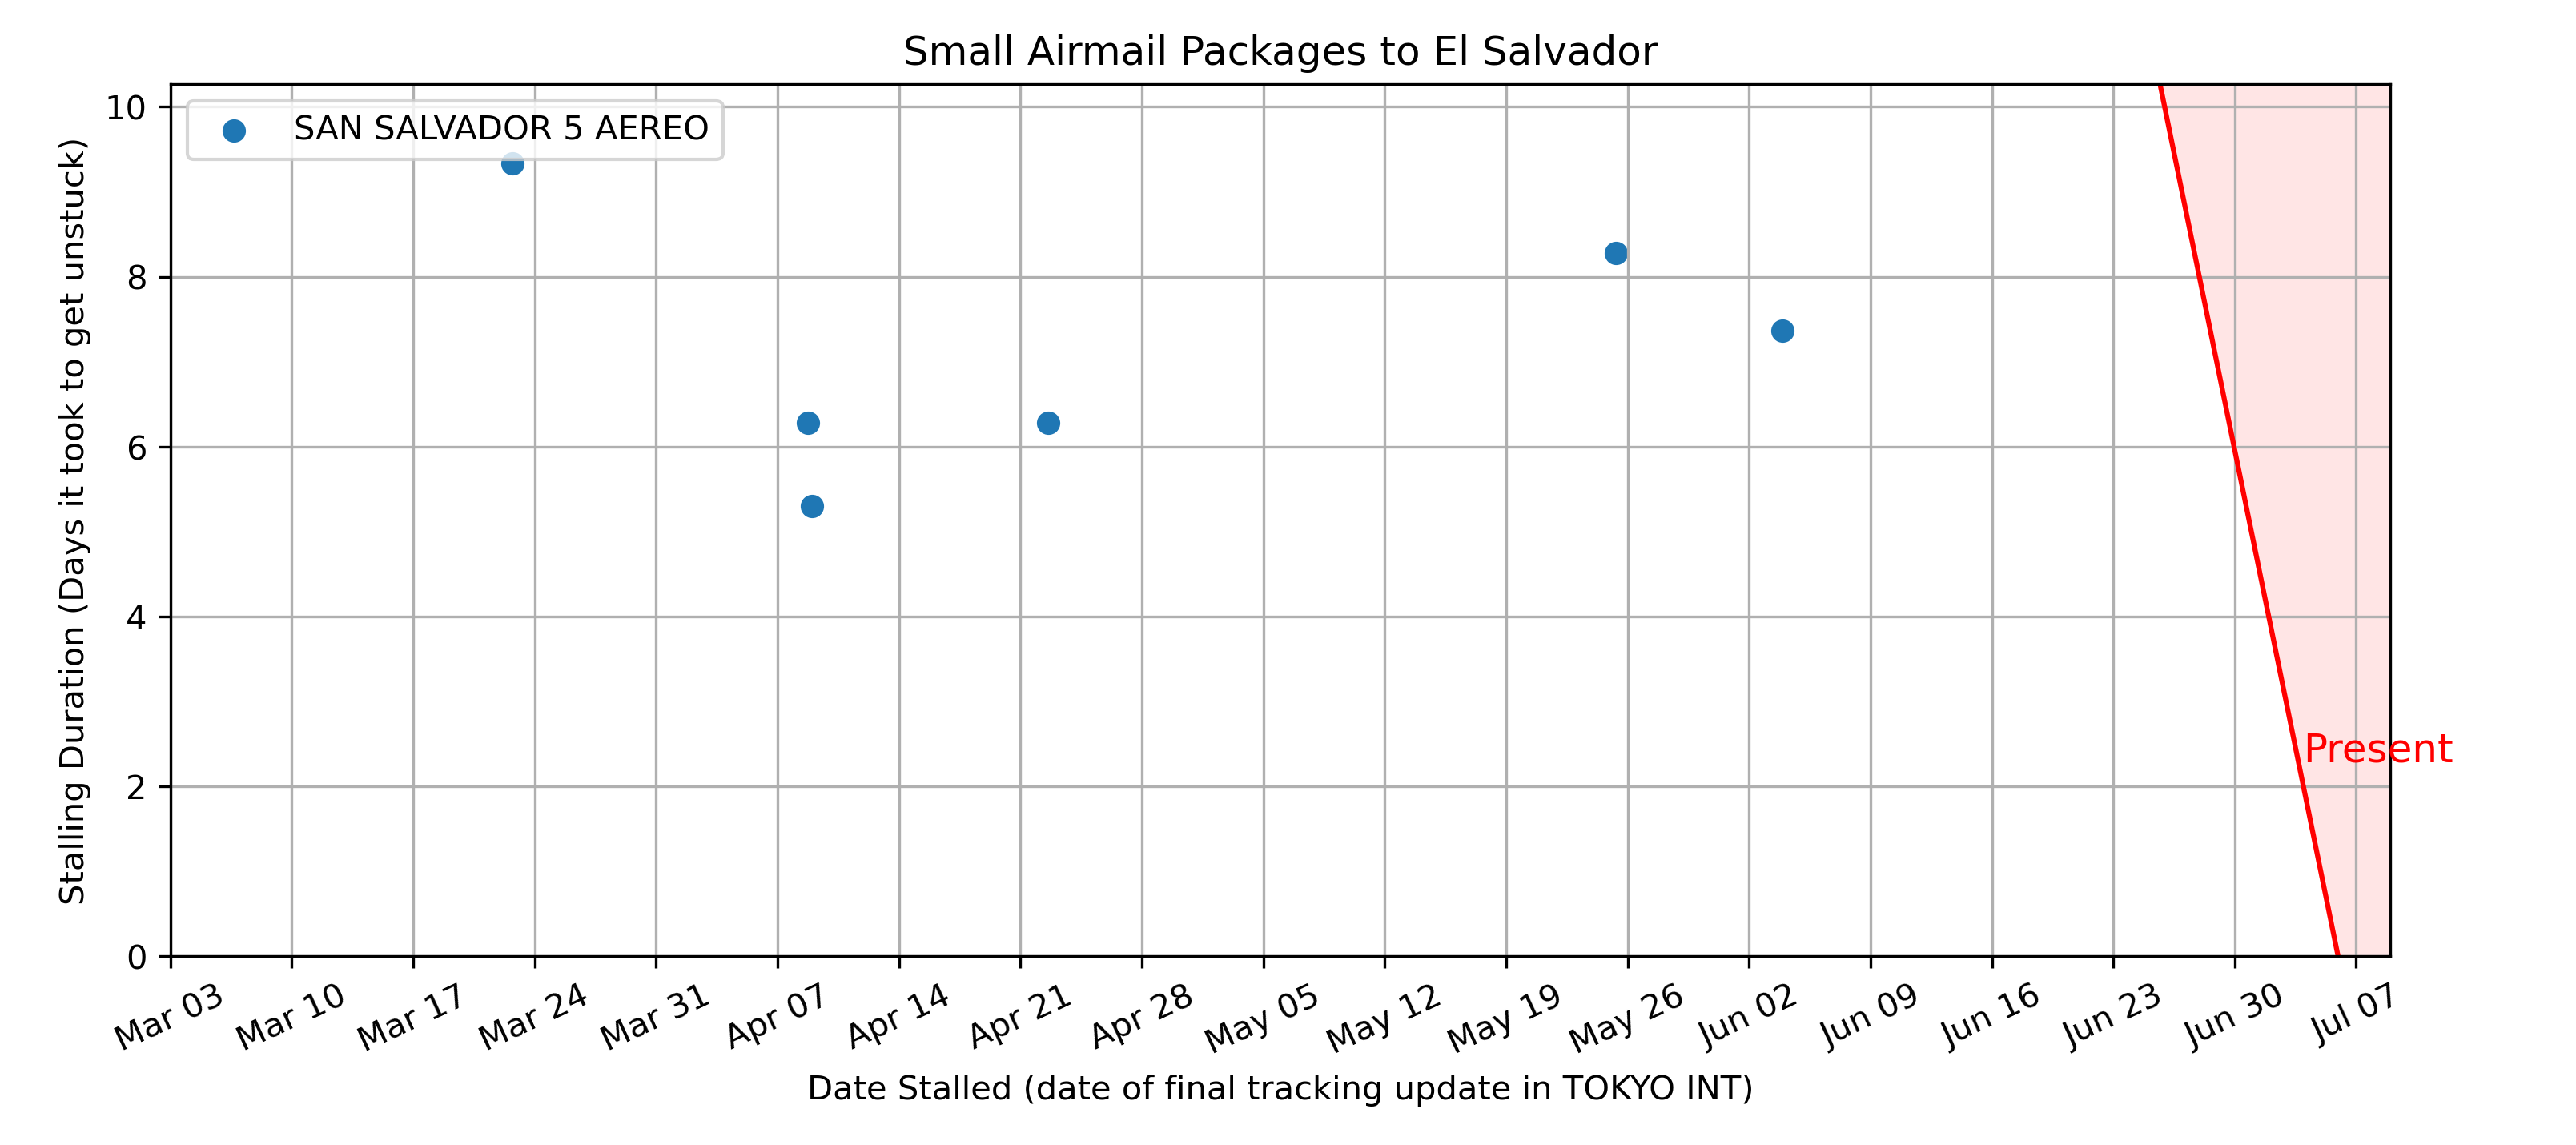 Small Airmail Packages to El Salvador
SAN SALVADOR 5 AEREO
Stalling Duration (Days it took to get unstuck)
10
8
6
4
2
0
Present
Mar 03
Mar 10
Mar 17
Mar 24
Mar 31
Apr 07
Apr 14
Apr 21
Apr 28
May 05
May 12
May 19
May 26
Jun 02
Jun 09
Jun 16
Jun 23
Jun 30
Jul 07
Date Stalled (date of final tracking update in TOKYO INT)